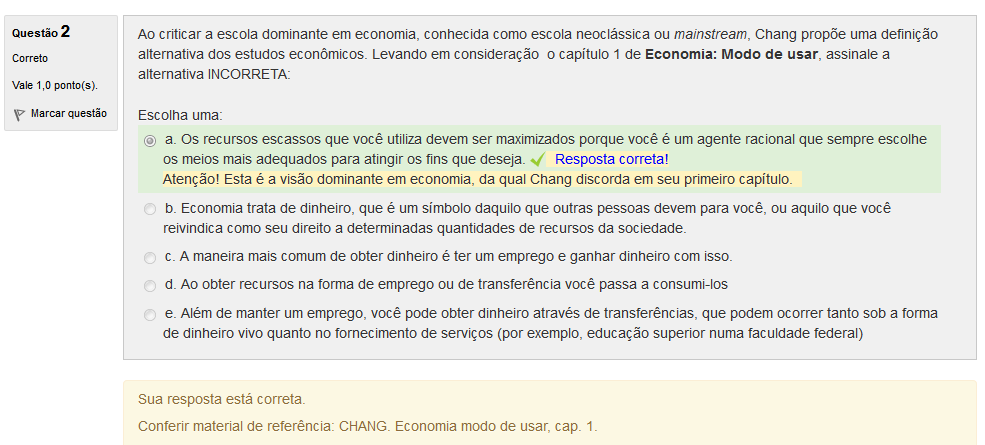 Questão 2
Correto
Vale 1,0 ponto(s).
Marcar questão
Ao criticar a escola dominante em economia, conhecida como escola neoclássica ou mainstream, Chang propõe uma definição
alternativa dos estudos econômicos. Levando em consideração o capítulo 1 de Economia: Modo de usar, assinale a
alternativa INCORRETA:
Escolha uma:
a. Os recursos escassos que você utiliza devem ser maximizados porque você é um agente racional que sempre escolhe
os meios mais adequados para atingir os fins que deseja. Resposta correta!
Atenção! Esta é a visão dominante em economia, da qual Chang discorda em seu primeiro capítulo.
b. Economia trata de dinheiro, que é um símbolo daquilo que outras pessoas devem para você, ou aquilo que você
reivindica como seu direito a determinadas quantidades de recursos da sociedade.
c. A maneira mais comum de obter dinheiro é ter um emprego e ganhar dinheiro com isso.
d. Ao obter recursos na forma de emprego ou de transferência você passa a consumi-los
e. Além de manter um emprego, você pode obter dinheiro através de transferências, que podem ocorrer tanto sob a forma
de dinheiro vivo quanto no fornecimento de serviços (por exemplo, educação superior numa faculdade federal)
Sua resposta está correta.
Conferir material de referência: CHANG. Economia modo de usar, cap. 1.